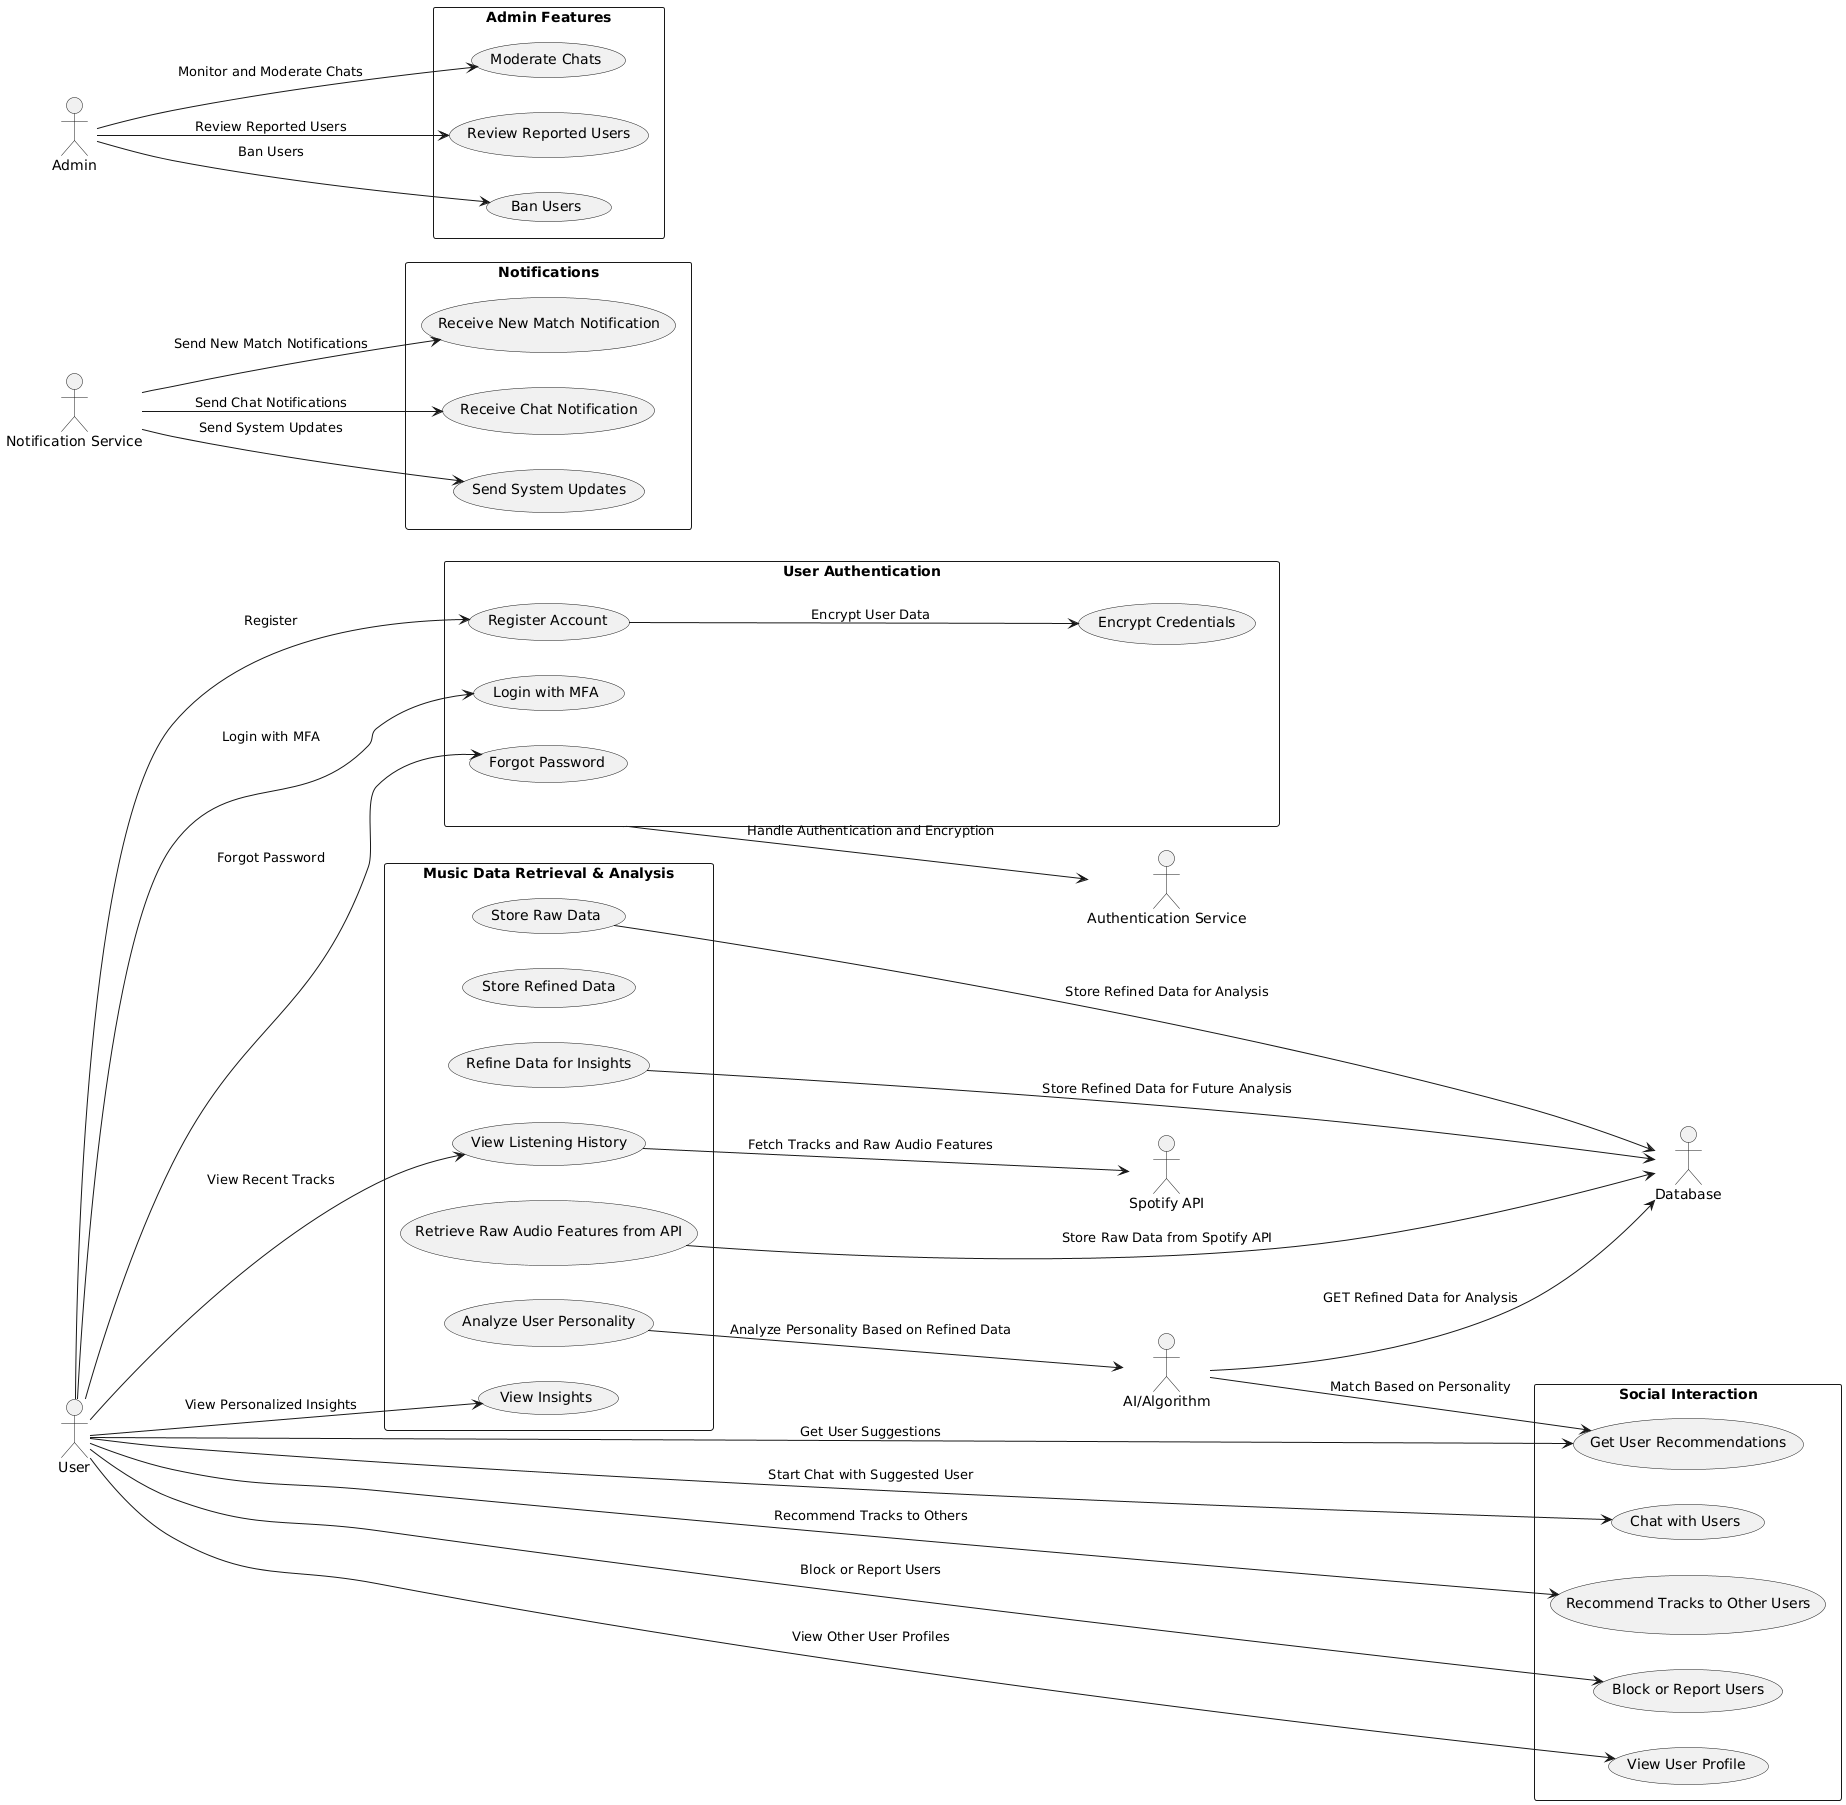 Admin Features
Moderate Chats
Monitor and Moderate Chats
Review Reported Users
Review Reported Users
Admin
Ban Users
Ban Users
Notifications
Receive New Match Notification
Send New Match Notifications
Send Chat Notifications
Receive Chat Notification
Send System Updates
Notification Service
Send System Updates
User Authentication
Register
Register Account
Encrypt User Data
Encrypt Credentials
Login with MFA
Login with MFA
Forgot Password
Handle Authentication and Encryption
Forgot Password
Authentication Service
Music Data Retrieval & Analysis
Store Raw Data
Store Refined Data
Store Refined Data for Analysis
Refine Data for Insights
Store Refined Data for Future Analysis
View Listening History
Fetch Tracks and Raw Audio Features
View Recent Tracks
Spotify API
Database
Retrieve Raw Audio Features from API
Store Raw Data from Spotify API
GET Refined Data for Analysis
Analyze User Personality
Analyze Personality Based on Refined Data
AI/Algorithm
Match Based on Personality
View Personalized Insights
View Insights
Social Interaction
Get User Suggestions
Get User Recommendations
User
Start Chat with Suggested User
Recommend Tracks to Others
Chat with Users
Block or Report Users
Recommend Tracks to Other Users
View Other User Profiles
Block or Report Users
View User Profile